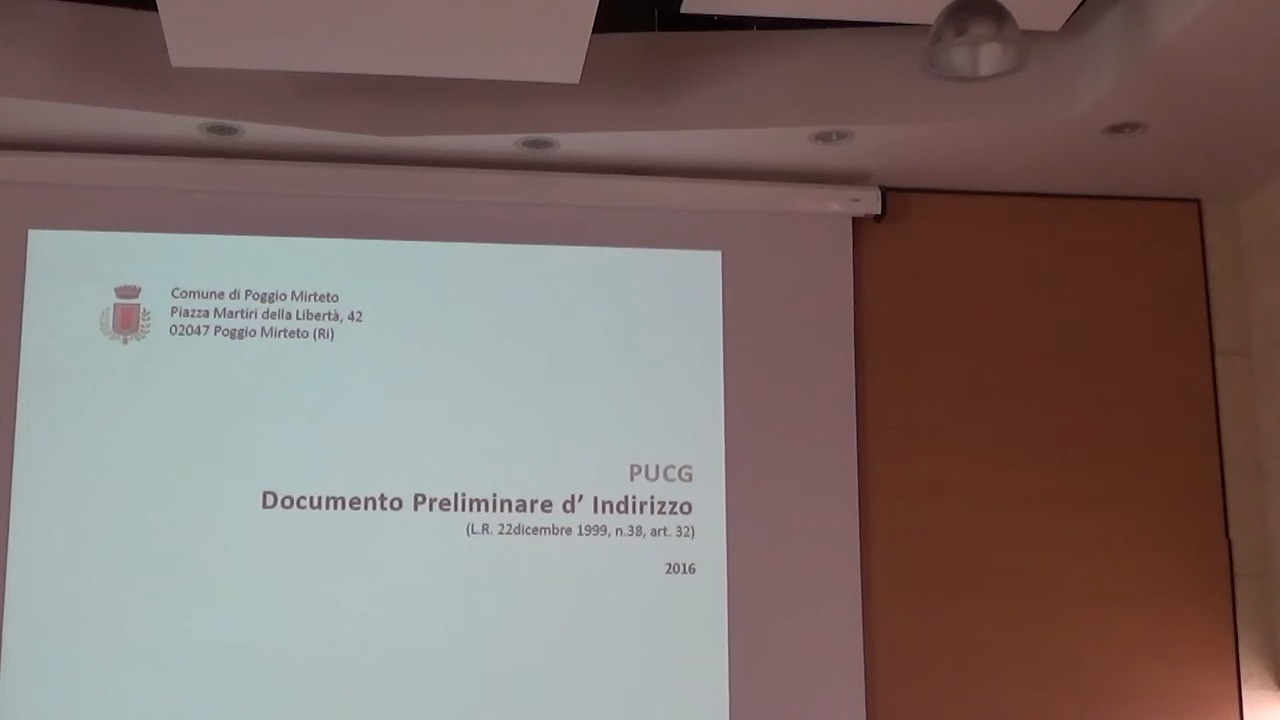 Comune di Poggio Mirteto
Piazza Martiri della Libertà, 42
02047 Poggio Mirteto (Ri)
PUCG
Documento Preliminare d’ Indirizzo
(L.R. 22dicembre 1999, n.38, art. 32)
2016